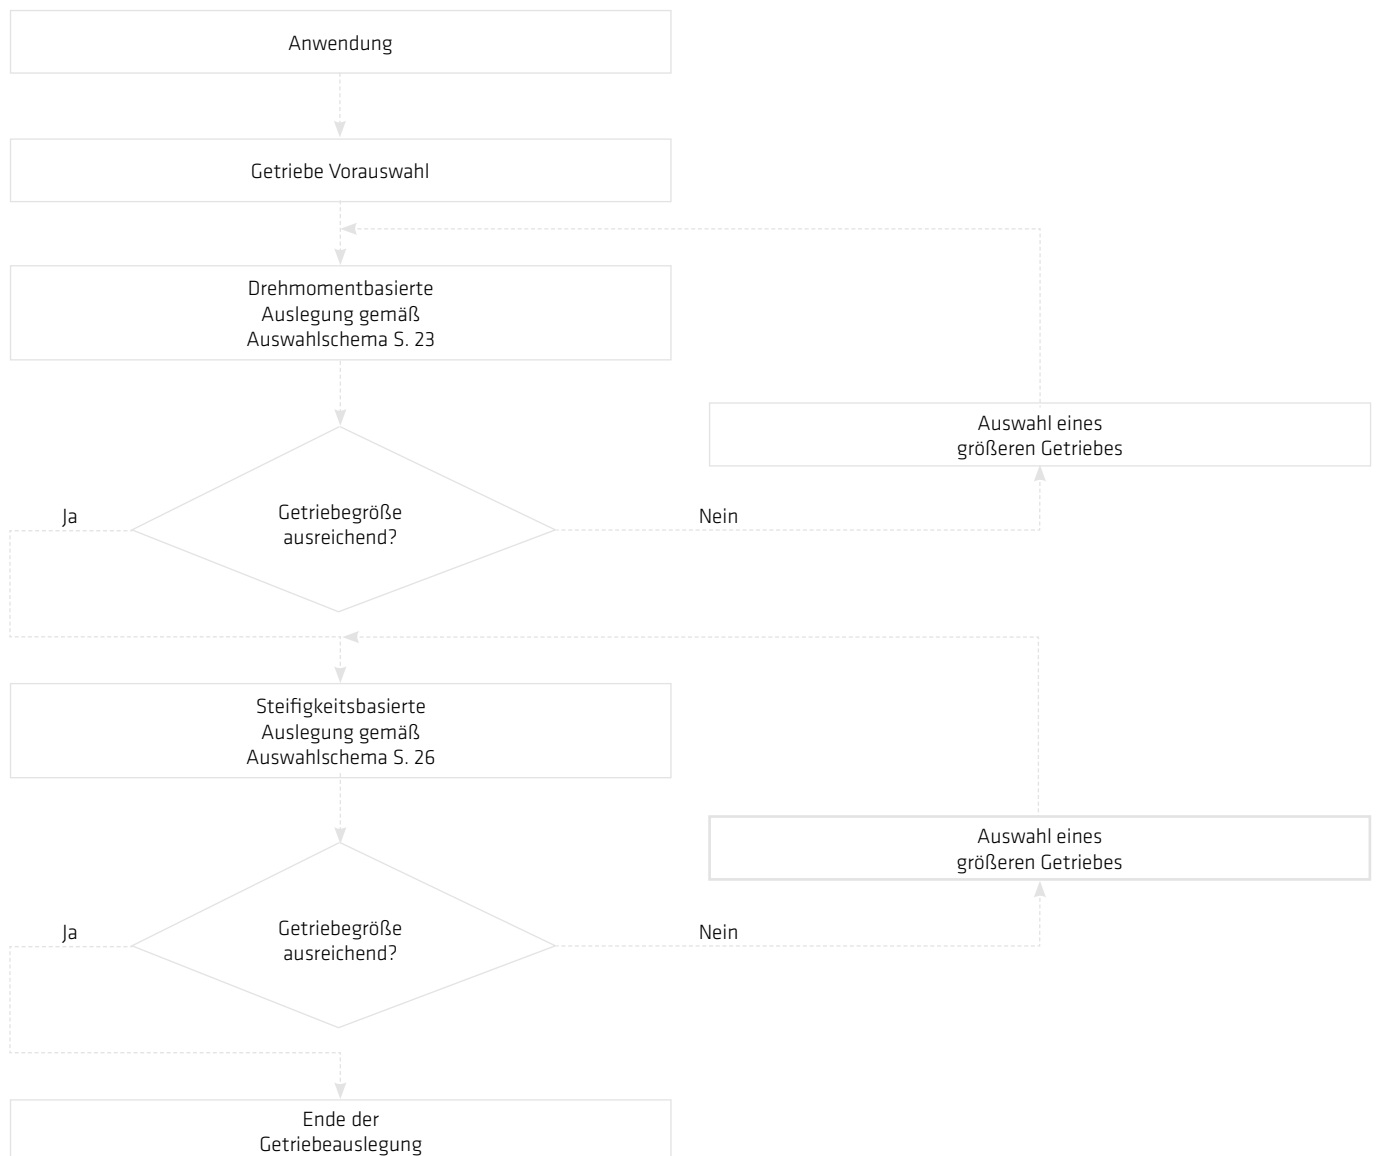 Anwendung
Getriebe Vorauswahl
Drehmomentbasierte
Auslegung gemäß
Auswahlschema S. 23
Auswahl eines
größeren Getriebes
Ja
Getriebegröße
ausreichend?
Nein
Steifigkeitsbasierte
Auslegung gemäß
Auswahlschema S. 26
Auswahl eines
größeren Getriebes
Ja
Getriebegröße
ausreichend?
Nein
Ende der
Getriebeauslegung